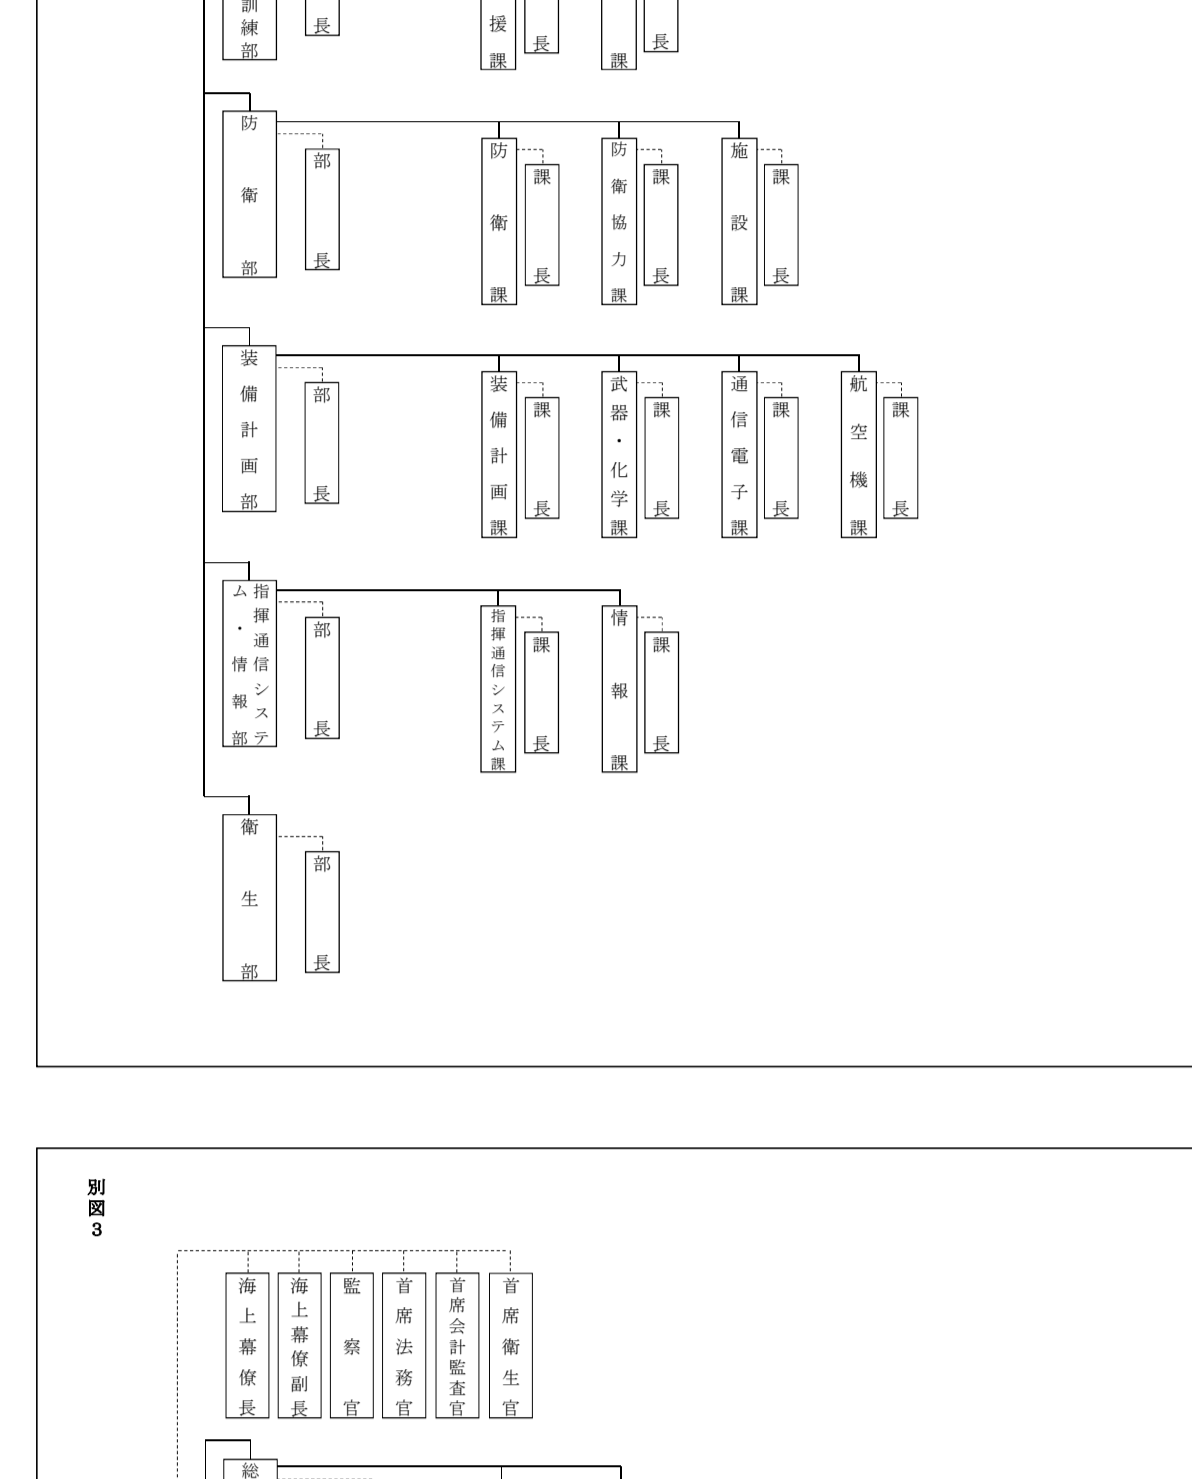 訓練部
長
援課
長
課
長
防衛部
部長
防衛課
課長
防衛協力課
課長
施設課
課長
装備計画部
部長
装備計画課
課長
武器・化学課
課長
通信電子課
課長
航空機課
課長
指揮通信システ
ム・情報部
部長
指揮通信システム課
課長
情報課
課長
衛生部
部長
別図3
海上幕僚長
海上幕僚副長
監察官
首席法務官
首席会計監査官
首席衛生官
総